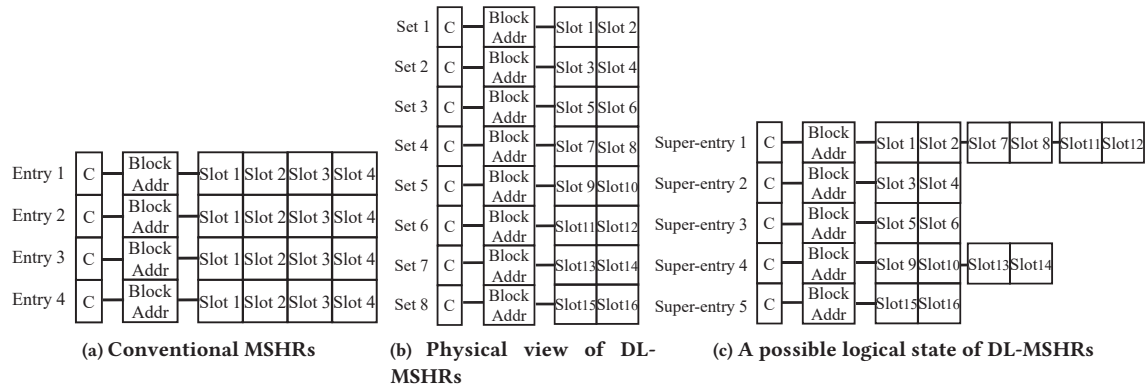 Entry 1 C Block Addr Slot 1 Slot 2 Slot 3 Slot 4
Entry 2 C Block Addr Slot 1 Slot 2 Slot 3 Slot 4
Entry 3 C Block Addr Slot 1 Slot 2 Slot 3 Slot 4
Entry 4 C Block Addr Slot 1 Slot 2 Slot 3 Slot 4
(a) Conventional MSHRs
Set 1 C Block Addr Slot 1 Slot 2
Set 2 C Block Addr Slot 3 Slot 4
Set 3 C Block Addr Slot 5 Slot 6
Set 4 C Block Addr Slot 7 Slot 8
Set 5 C Block Addr Slot 9 Slot10
Set 6 C Block Addr Slot11 Slot12
Set 7 C Block Addr Slot13 Slot14
Set 8 C Block Addr Slot15 Slot16
(b) Physical view of DL-
MSHRs
Super-entry 1 C Block Addr Slot 1 Slot 2 Slot 7 Slot 8 Slot11 Slot12
Super-entry 2 C Block Addr Slot 3 Slot 4
Super-entry 3 C Block Addr Slot 5 Slot 6
Super-entry 4 C Block Addr Slot 9 Slot10 Slot13 Slot14
Super-entry 5 C Block Addr Slot15 Slot16
(c) A possible logical state of DL-MSHRs